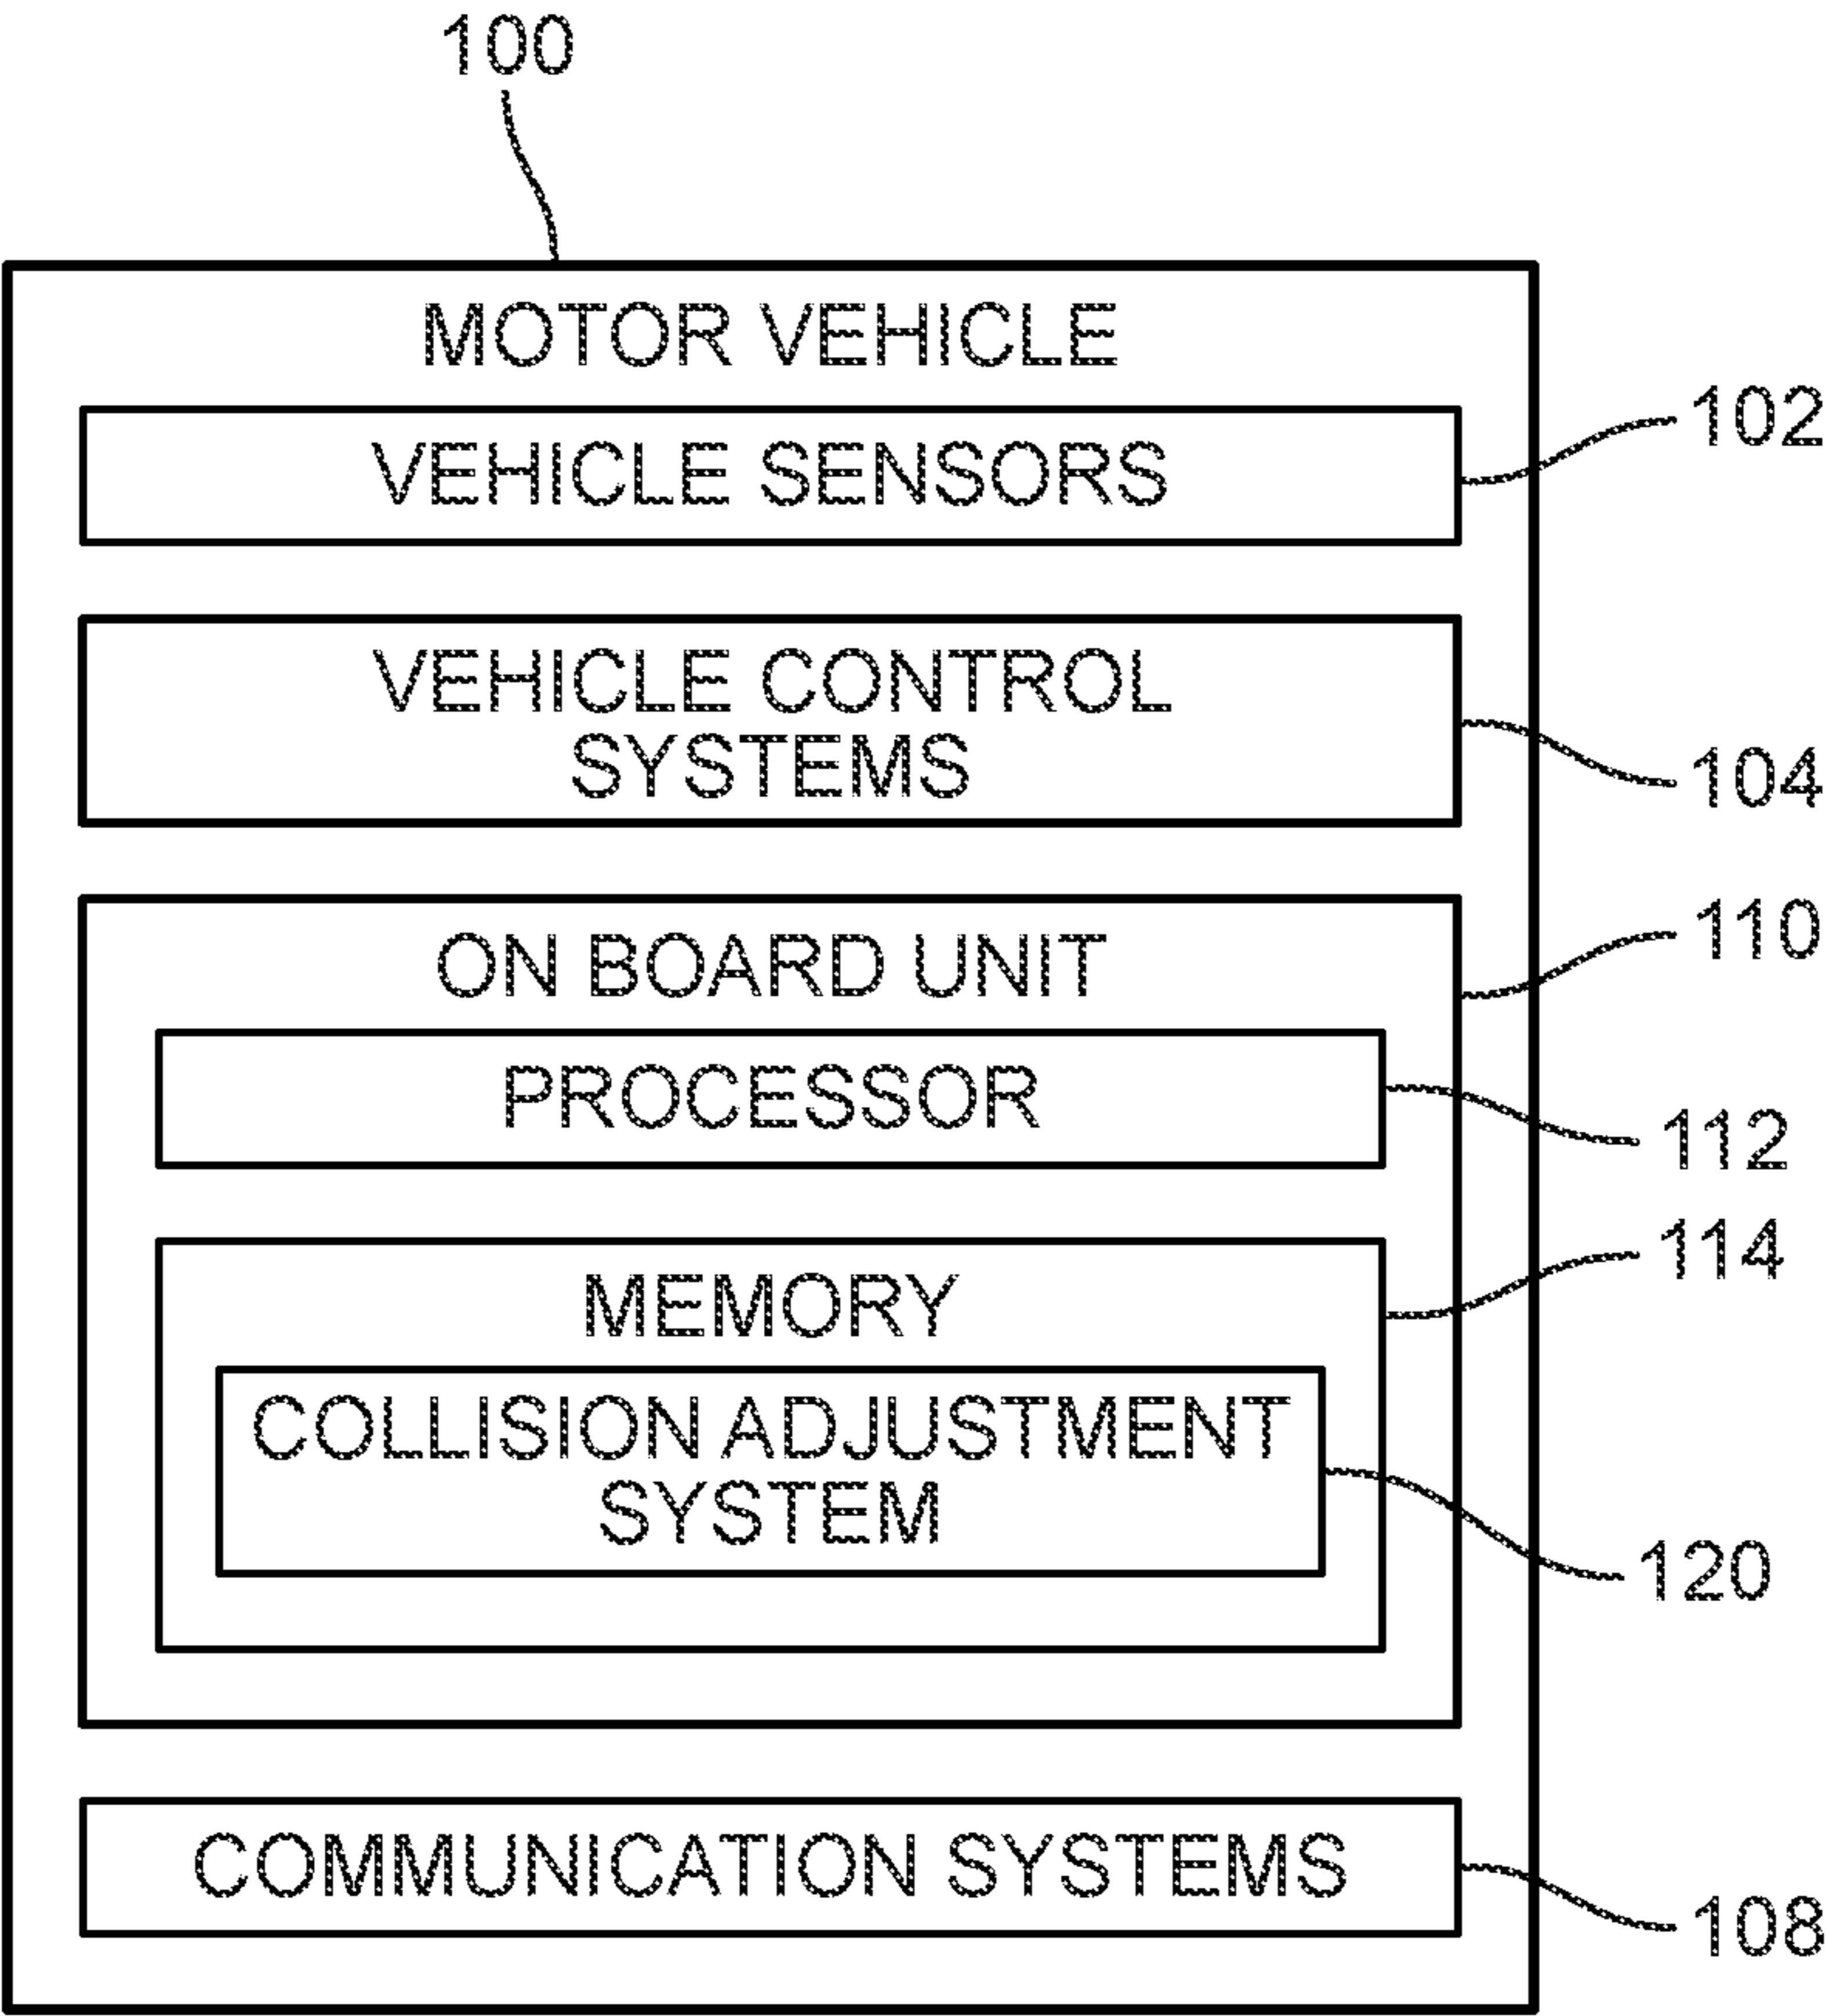 100
MOTOR VEHICLE
VEHICLE SENSORS
102
VEHICLE CONTROL
SYSTEMS
104
110
ON BOARD UNIT
PROCESSOR
112
114
MEMORY
COLLISION ADJUSTMENT
SYSTEM
120
COMMUNICATION SYSTEMS
108